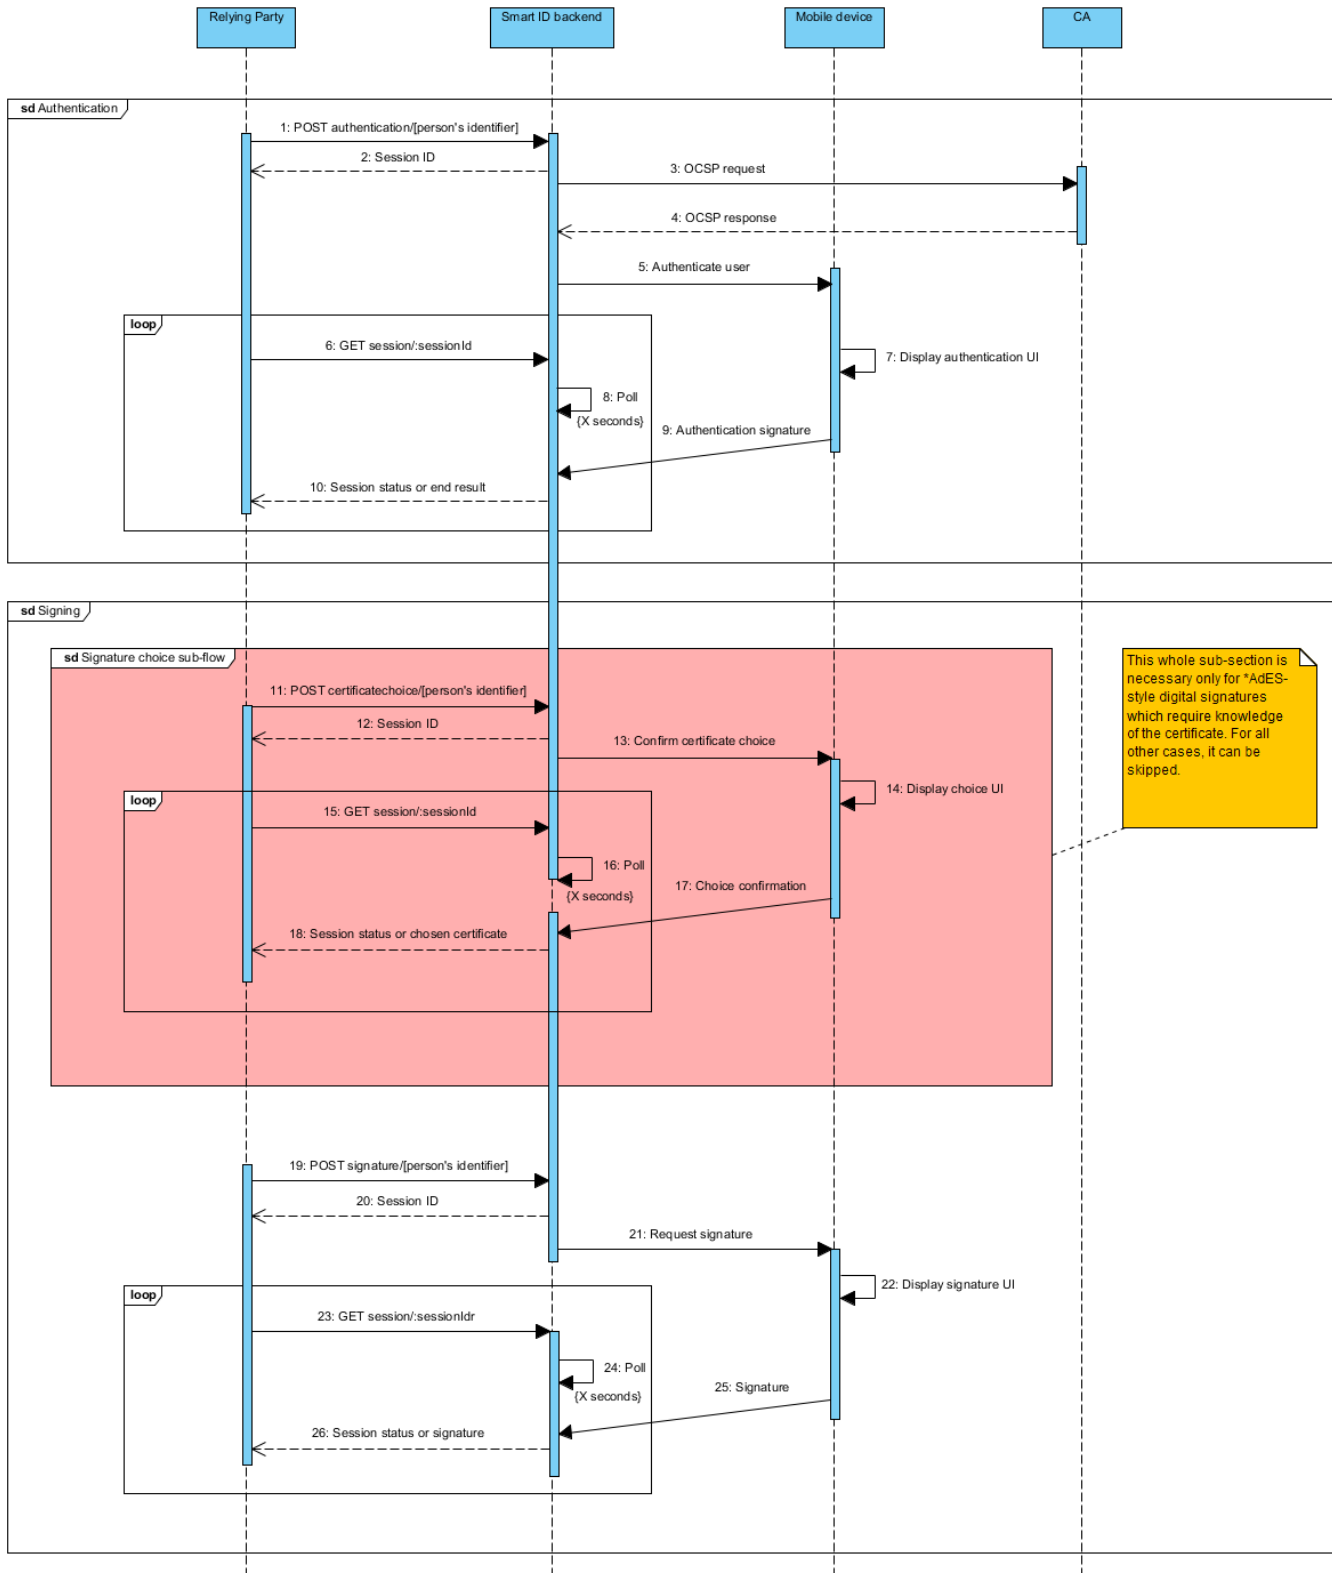 Relying Party
Smart ID backend
Mobile device
CA
sd Authentication
1: POST authentication/[person's identifier]
2: Session ID
3: OCSP request
4: OCSP response
5: Authenticate user
loop
6: GET session/:sessionId
7: Display authentication UI
8: Poll
{X seconds}
9: Authentication signature
10: Session status or end result
sd Signing
sd Signature choice sub-flow
This whole sub-section is
necessary only for *AdES-
style digital signatures
which require knowledge
of the certificate. For all
other cases, it can be
skipped.
11: POST certificatechoice/[person's identifier]
12: Session ID
13: Confirm certificate choice
14: Display choice UI
loop
15: GET session/:sessionId
16: Poll
{X seconds}
17: Choice confirmation
18: Session status or chosen certificate
19: POST signature/[person's identifier]
20: Session ID
21: Request signature
22: Display signature UI
loop
23: GET session/:sessionIdr
24: Poll
{X seconds}
25: Signature
26: Session status or signature